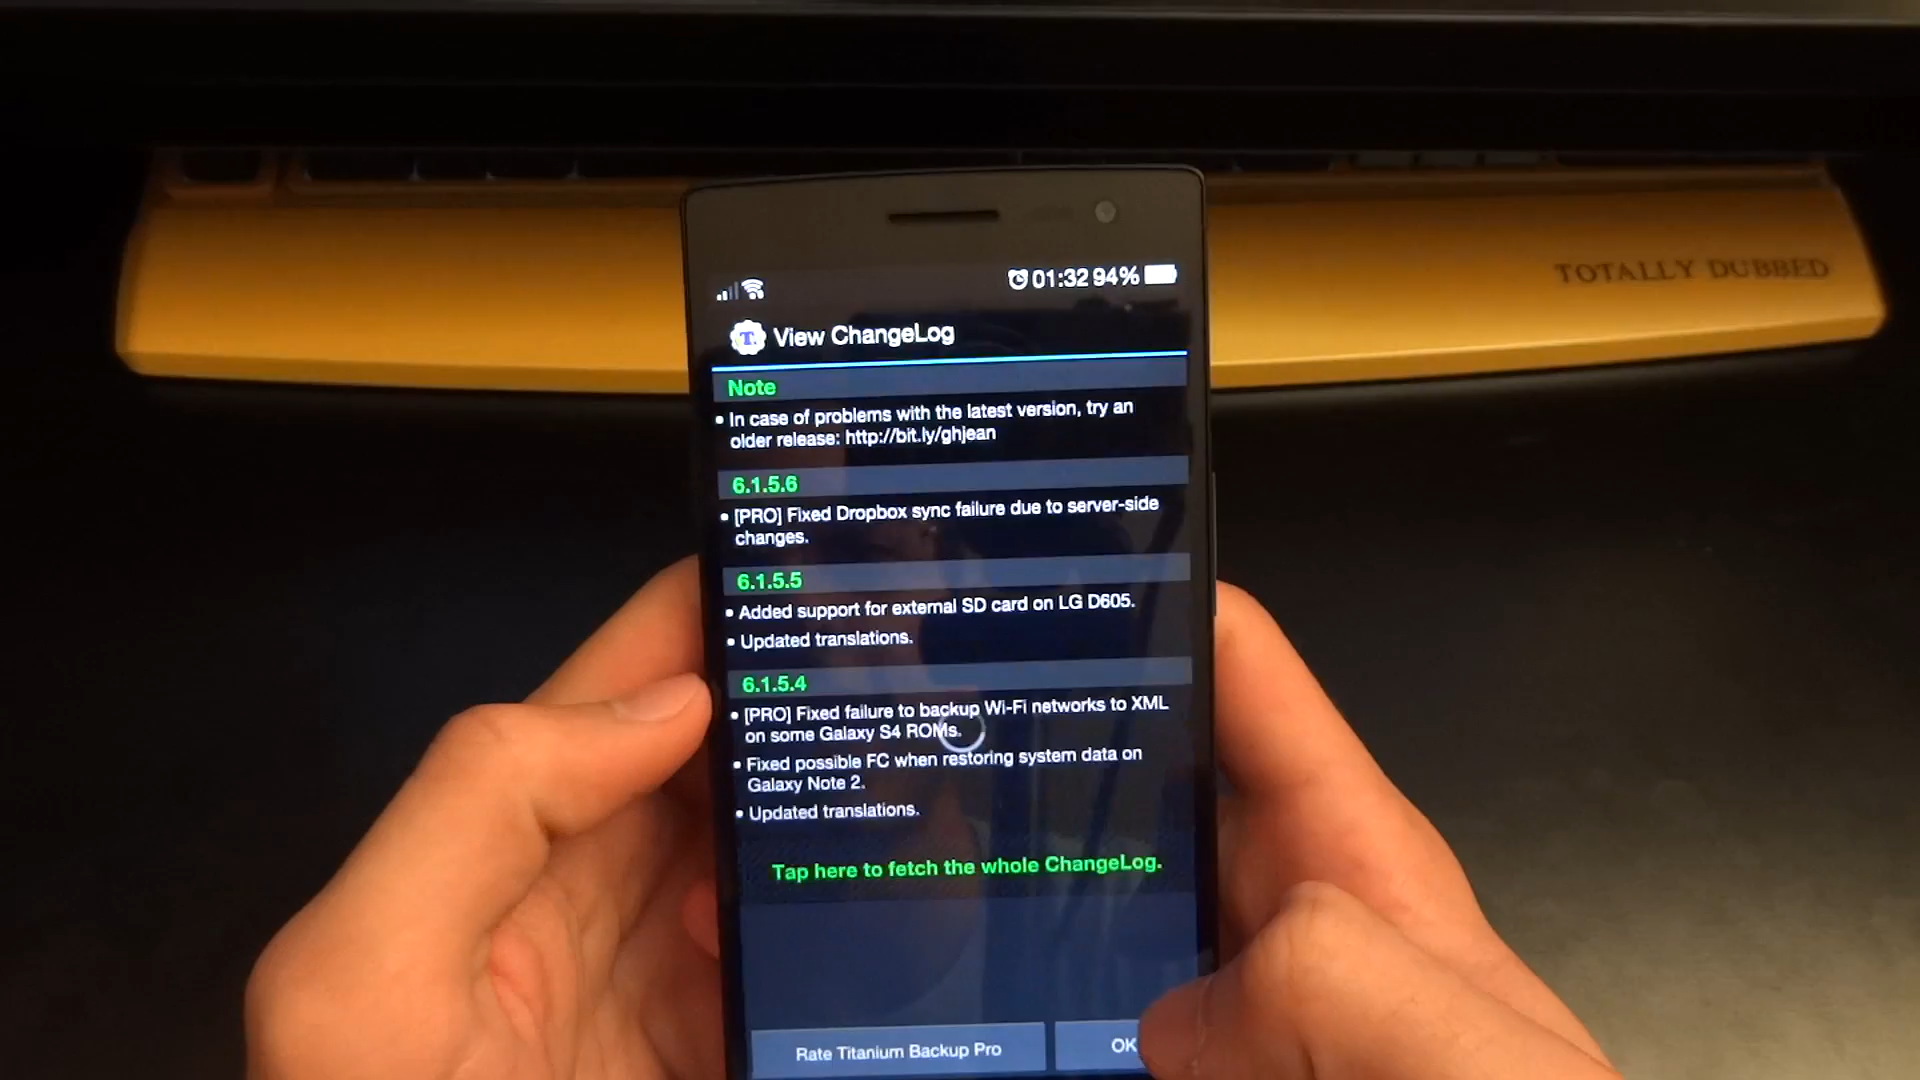 TOTALLY DUBBED
01:32 94%
T
View ChangeLog
Note
• In case of problems with the latest version, try an
older release: http://bit.ly/ghjean
6.1.5.6
• [PRO] Fixed Dropbox sync failure due to server-side
changes.
6.1.5.5
• Added support for external SD card on LG D605.
• Updated translations.
6.1.5.4
• [PRO] Fixed failure to backup Wi-Fi networks to XML
on some Galaxy S4 ROMs.
• Fixed possible FC when restoring system data on
Galaxy Note 2.
• Updated translations.
Tap here to fetch the whole ChangeLog.
Rate Titanium Backup Pro
OK